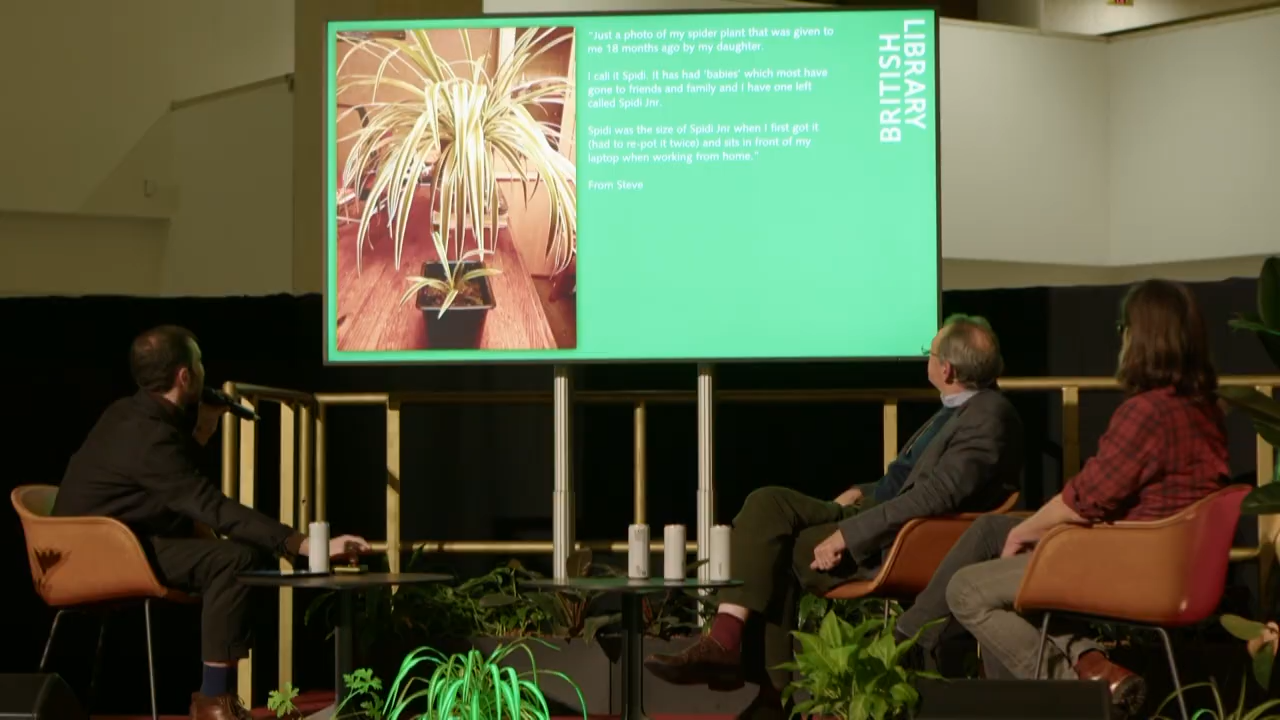 "Just a photo of my spider plant that was given to
me 18 months ago by my daughter.
I call it Spidi. It has had 'babies' which most have
gone to friends and family and I have one left
called Spidi Jnr.
Spidi was the size of Spidi Jnr when I first got it
(had to re-pot it twice) and sits in front of my
laptop when working from home."
From Steve
BRITISH
LIBRARY